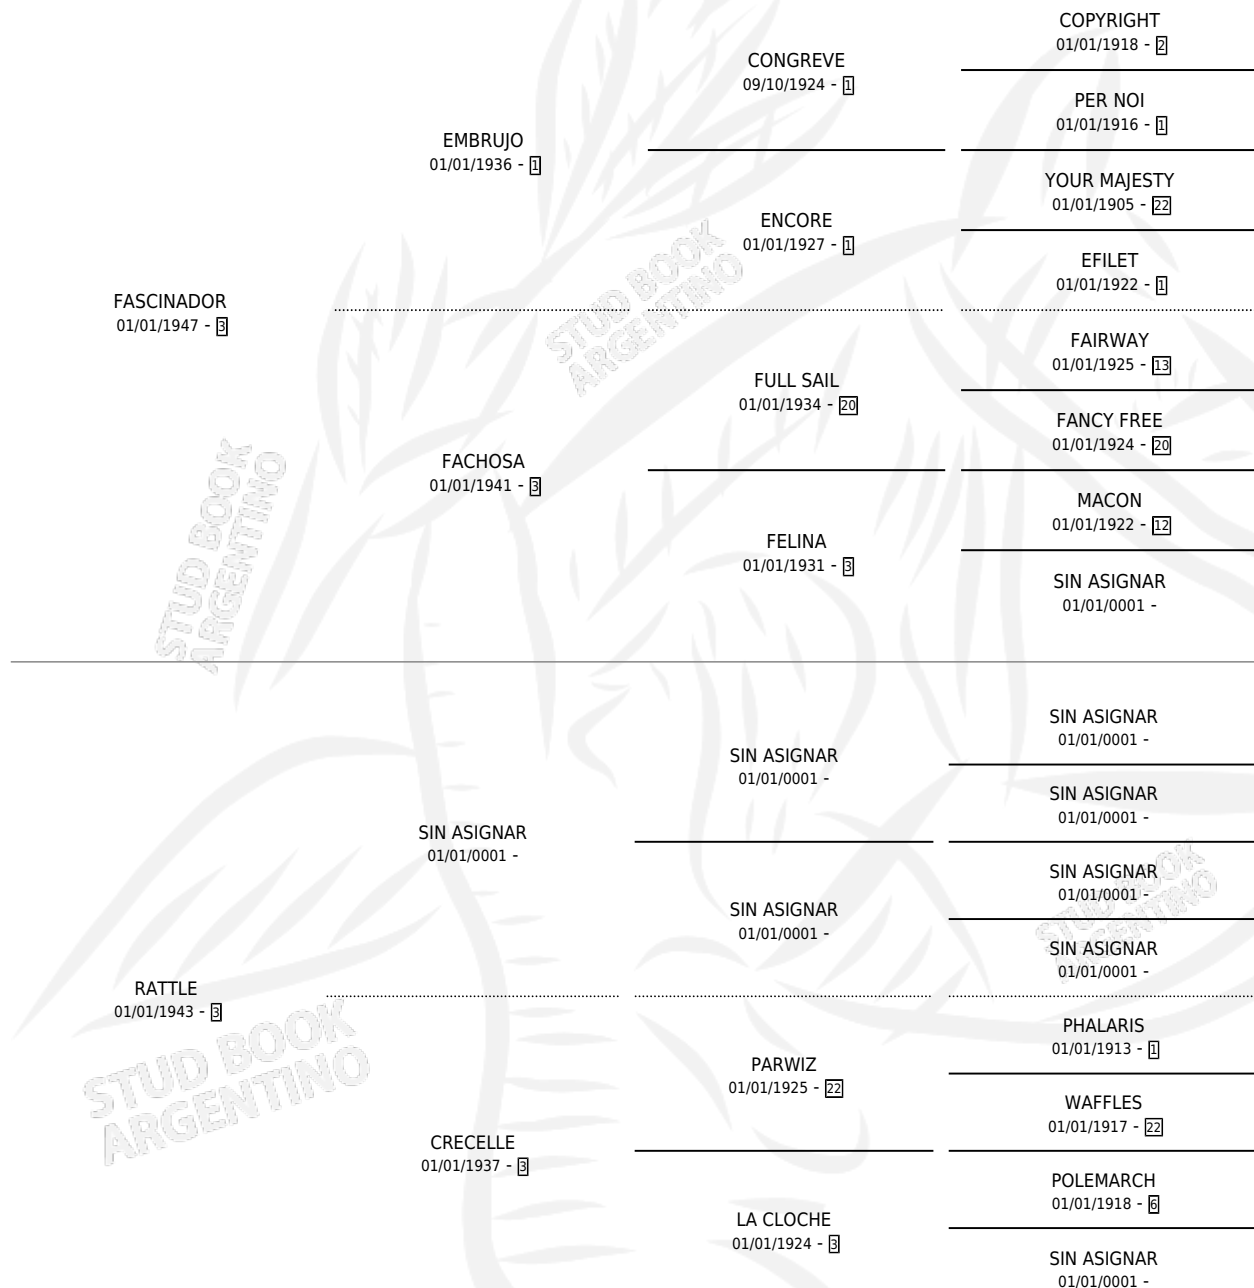 COPYRIGHT
01/01/1918 - 2
CONGREVE
09/10/1924 - 1
PER NOI
01/01/1916 - 1
EMBRUJO
01/01/1936 - 1
YOUR MAJESTY
01/01/1905 - 22
ENCORE
01/01/1927 - 1
EFILET
01/01/1922 - 1
FASCINADOR
01/01/1947 - 3
FAIRWAY
01/01/1925 - 13
FULL SAIL
01/01/1934 - 20
FANCY FREE
01/01/1924 - 20
FACHOSA
01/01/1941 - 3
MACON
01/01/1922 - 12
FELINA
01/01/1931 - 3
SIN ASIGNAR
01/01/0001 -
STUD BOOK
ARGENTINO
STUD BOOK
ARGENTINO
SIN ASIGNAR
01/01/0001 -
SIN ASIGNAR
01/01/0001 -
SIN ASIGNAR
01/01/0001 -
SIN ASIGNAR
01/01/0001 -
SIN ASIGNAR
01/01/0001 -
SIN ASIGNAR
01/01/0001 -
SIN ASIGNAR
01/01/0001 -
STUD BOOK
ARGENTINO
RATTLE
01/01/1943 - 3
STUD BOOK
ARGENTINO
PHALARIS
01/01/1913 - 1
PARWIZ
01/01/1925 - 22
WAFFLES
01/01/1917 - 22
CRECELLE
01/01/1937 - 3
POLEMARCH
01/01/1918 - 6
LA CLOCHE
01/01/1924 - 3
SIN ASIGNAR
01/01/0001 -